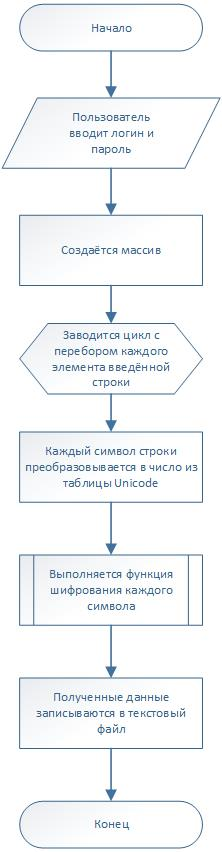 Начало
Пользователь
вводит логин и
пароль
Создаётся массив
Заводится цикл с
перебором каждого
элемента введённой
строки
Каждый символ строки
преобразовывается в число из
таблицы Unicode
Выполняется функция
шифрования каждого
символа
Полученные данные
записываются в текстовый
файл
Конец